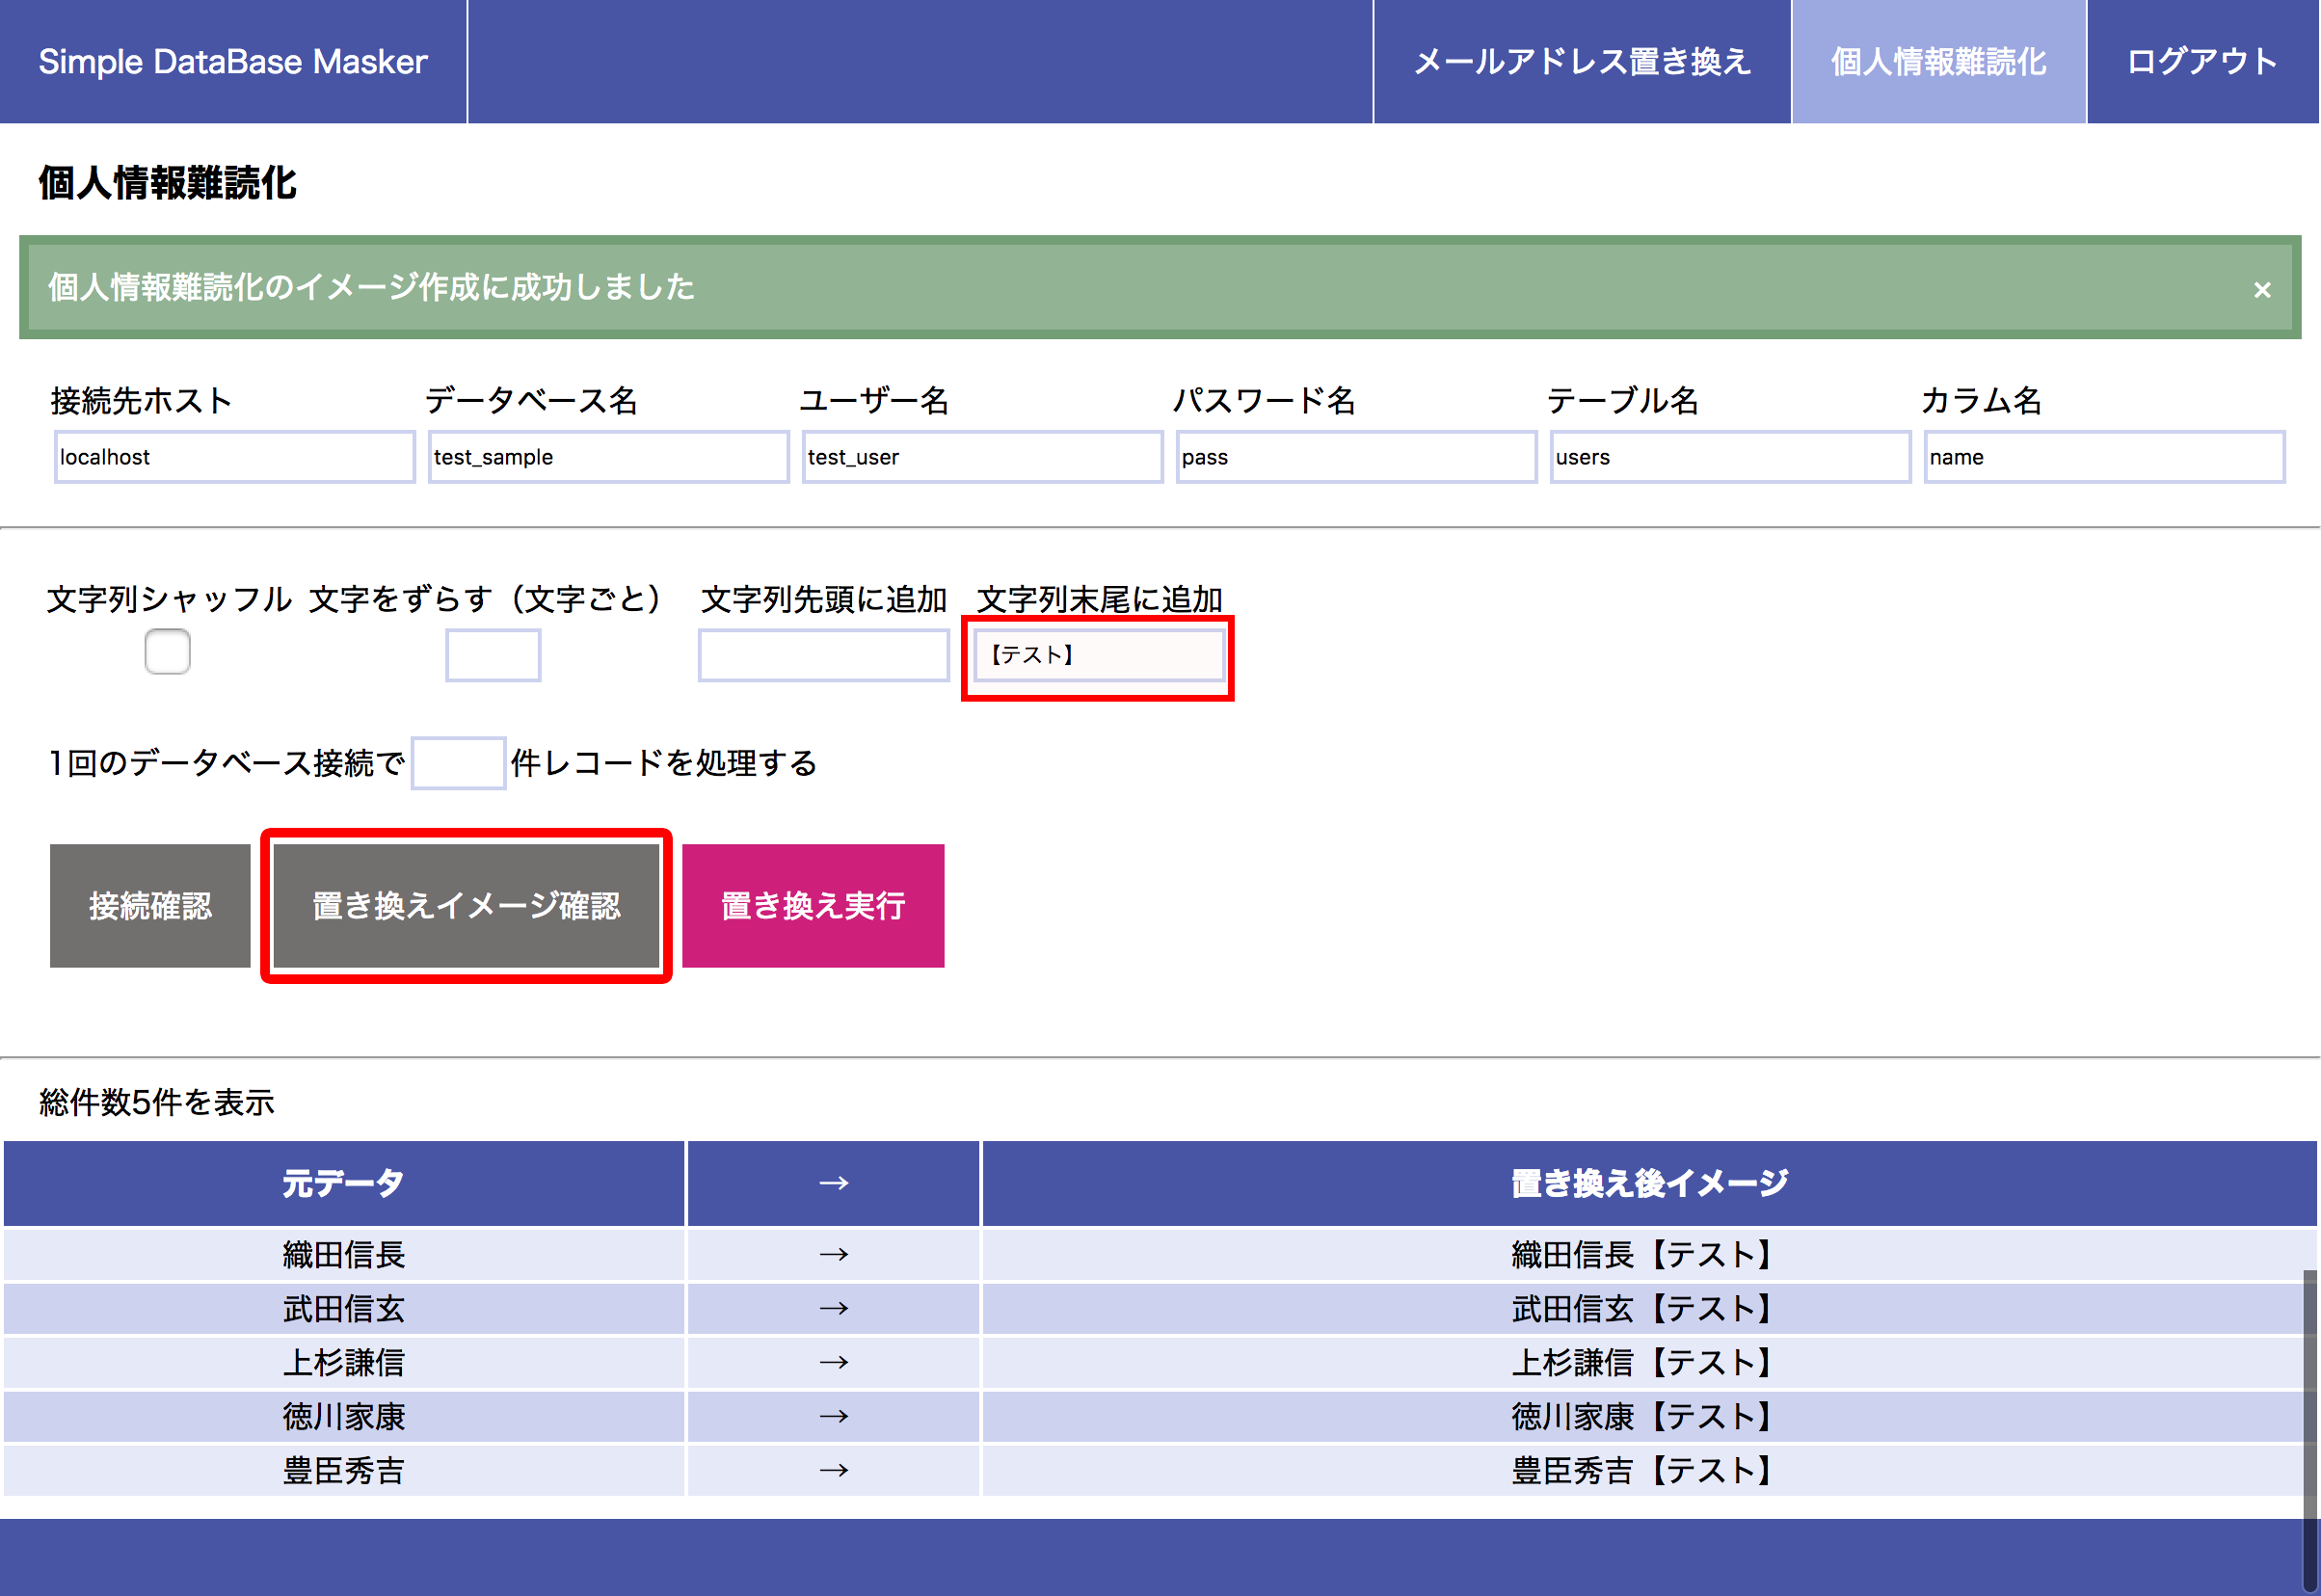 Simple DataBase Masker メールアドレス置き換え 個人情報難読化 ログアウト
個人情報難読化
個人情報難読化のイメージ作成に成功しました ×
接続先ホスト データベース名 ユーザー名 パスワード名 テーブル名 カラム名
localhost test_sample test_user pass users name
文字列シャッフル 文字をずらす（文字ごと） 文字列先頭に追加 文字列末尾に追加
【テスト】
1回のデータベース接続で 件レコードを処理する
接続確認 置き換えイメージ確認 置き換え実行
総件数5件を表示
元データ → 置き換え後イメージ
織田信長 → 織田信長【テスト】
武田信玄 → 武田信玄【テスト】
上杉謙信 → 上杉謙信【テスト】
徳川家康 → 徳川家康【テスト】
豊臣秀吉 → 豊臣秀吉【テスト】